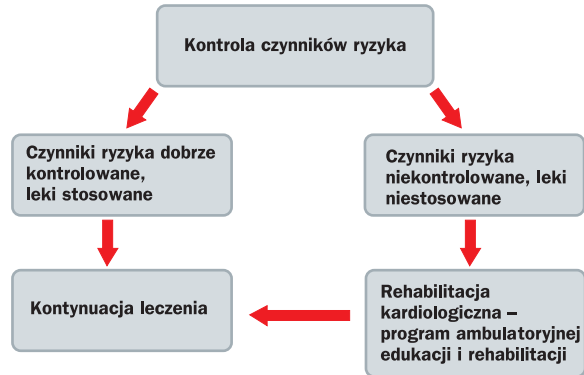 Kontrola czynników ryzyka
Czynniki ryzyka dobrze
kontrolowane,
leki stosowane
Czynniki ryzyka
niekontrolowane, leki
niestosowane
Kontynuacja leczenia
Rehabilitacja
kardiologiczna –
program ambulatoryjnej
edukacji i rehabilitacji